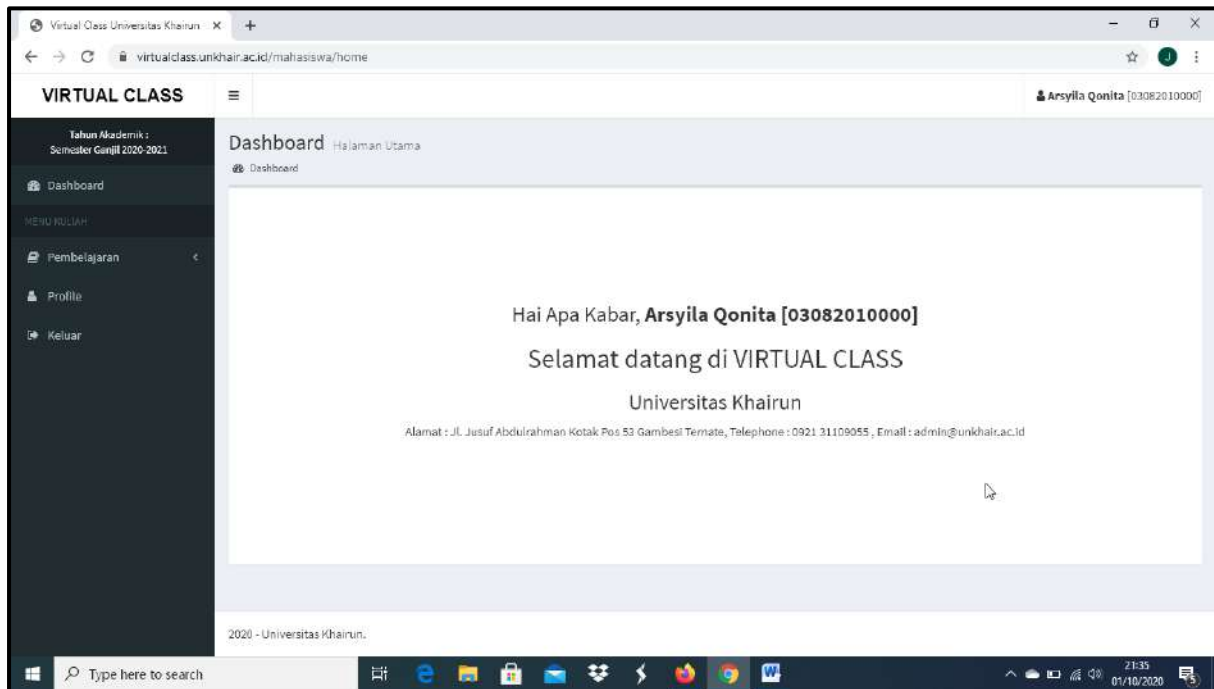 Virtual Class Universitas Khairun
virtualclass.unkhair.ac.id/mahasiswa/home
J
VIRTUAL CLASS
Arsyila Qonita [03082010000]
Tahun Akademik :
Semester Ganjil 2020-2021
Dashboard Halaman Utama
Dashboard
Dashboard
MENU KULIAH
Pembelajaran
Profile
Keluar
Hai Apa Kabar, Arsyila Qonita [03082010000]
Selamat datang di VIRTUAL CLASS
Universitas Khairun
Alamat : Jl. Jusuf Abdulrahman Kotak Pos 53 Gambesi Ternate, Telephone : 0921 31109055 , Email : admin@unkhair.ac.id
2020 - Universitas Khairun.
Type here to search
21:35
01/10/2020
5